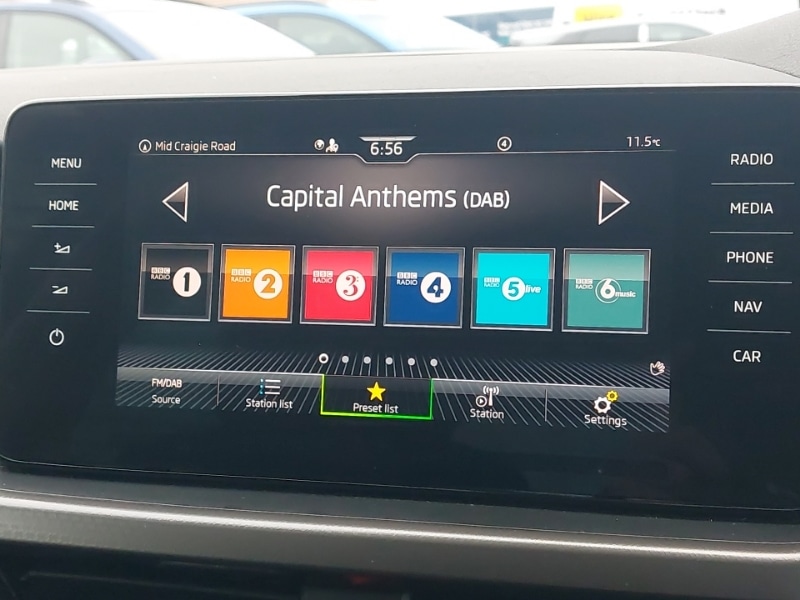 Mid Craigie Road
6:56
4
11.5°C
MENU
HOME
RADIO
MEDIA
PHONE
NAV
CAR
Capital Anthems (DAB)
BBC RADIO 1
BBC RADIO 2
BBC RADIO 3
BBC RADIO 4
BBC RADIO 5 live
BBC RADIO 6 music
FM/DAB
Source
Station list
Preset list
Station
Settings